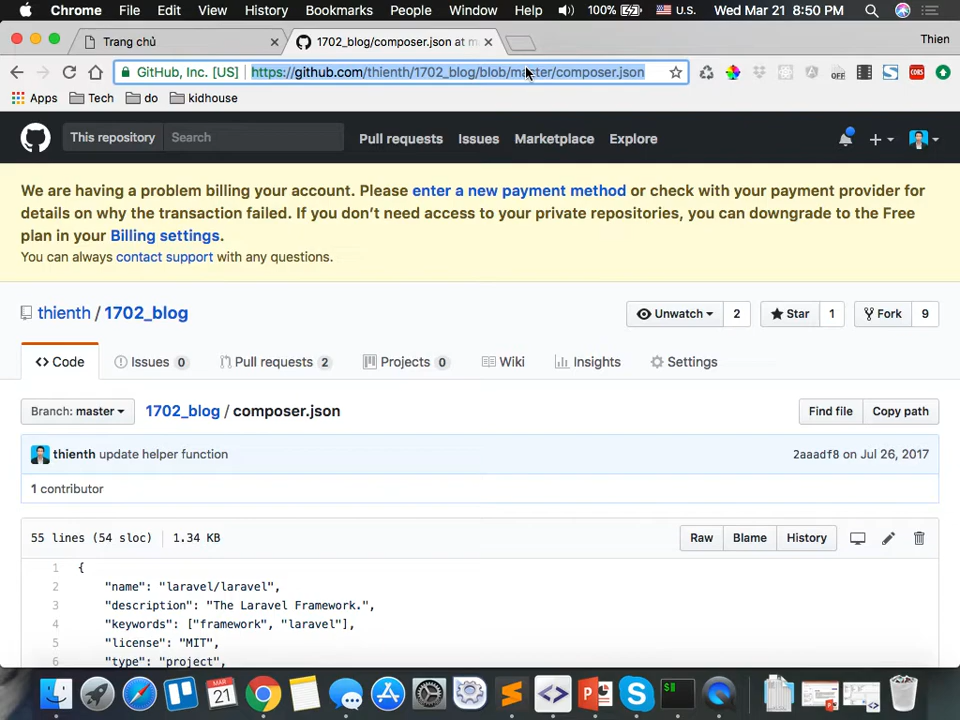 Chrome File Edit View History Bookmarks People Window Help 100% U.S. Wed Mar 21 8:50 PM
Trang chủ
1702_blog/composer.json at m
Thien
GitHub, Inc. [US] https://github.com/thienth/1702_blog/blob/master/composer.json
OFF
CORS
Apps Tech do kidhouse
This repository Search Pull requests Issues Marketplace Explore
We are having a problem billing your account. Please enter a new payment method or check with your payment provider for
details on why the transaction failed. If you don’t need access to your private repositories, you can downgrade to the Free
plan in your Billing settings.
You can always contact support with any questions.
thienth / 1702_blog
Unwatch 2 Star 1 Fork 9
Code Issues 0 Pull requests 2 Projects 0 Wiki Insights Settings
Branch: master 1702_blog / composer.json Find file Copy path
thienth update helper function 2aaadf8 on Jul 26, 2017
1 contributor
55 lines (54 sloc) 1.34 KB Raw Blame History
1 {
2 "name": "laravel/laravel",
3 "description": "The Laravel Framework.",
4 "keywords": ["framework", "laravel"],
5 "license": "MIT",
6 "type": "project",
MAR
21